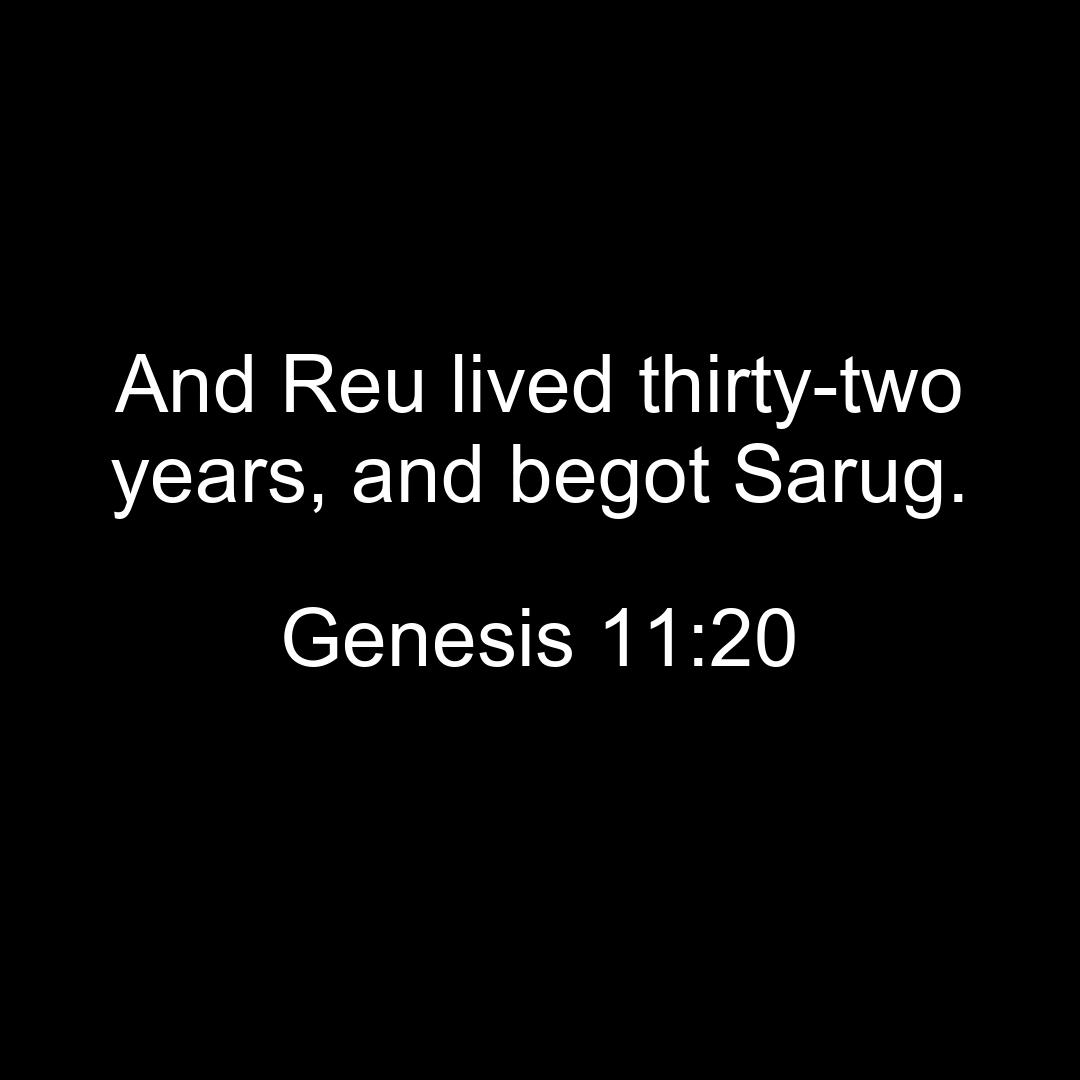 And Reu lived thirty-two
years, and begot Sarug.
Genesis 11:20